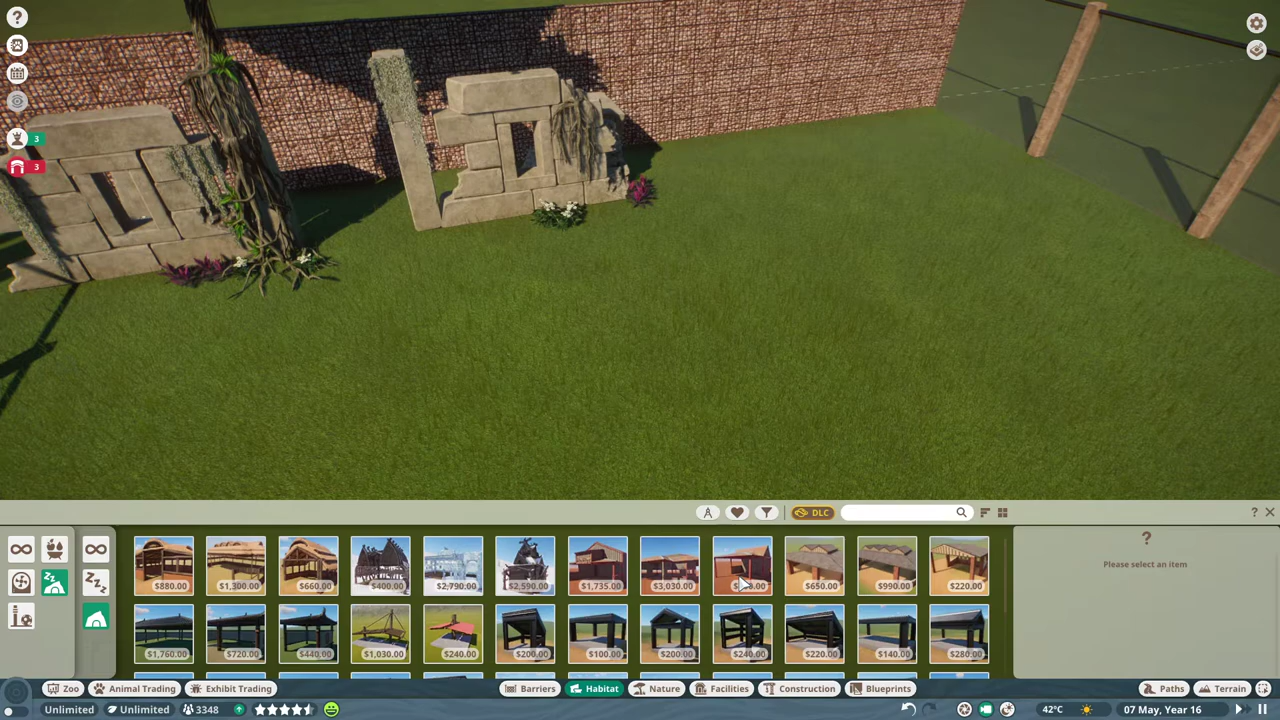 ?
3
3
DLC
?
$880.00
$1,300.00
$660.00
$400.00
$2,790.00
$2,590.00
$1,735.00
$3,030.00
$650.00
$990.00
$220.00
?
Please select an item
$1,760.00
$720.00
$440.00
$1,030.00
$240.00
$200.00
$100.00
$200.00
$240.00
$220.00
$140.00
$280.00
Zoo
Animal Trading
Exhibit Trading
Barriers
Habitat
Nature
Facilities
Construction
Blueprints
Paths
Terrain
Unlimited
Unlimited
3348
42°C
07 May, Year 16